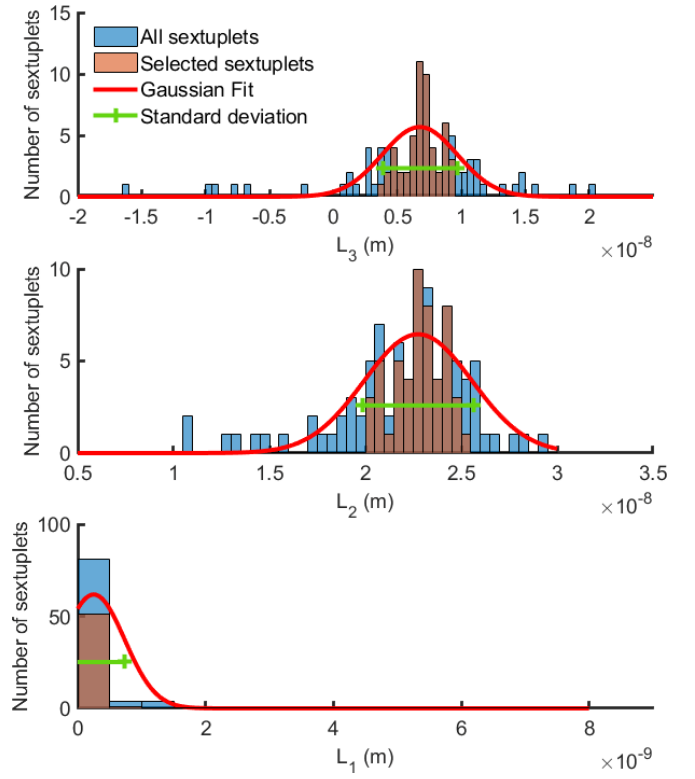 15
10
5
0
Number of sextuplets
All sextuplets
Selected sextuplets
Gaussian Fit
Standard deviation
-2 -1.5 -1 -0.5 0 0.5 1 1.5 2
L3 (m)
×10-8
10
5
0
Number of sextuplets
0.5 1 1.5 2 2.5 3 3.5
L2 (m)
×10-8
100
50
0
Number of sextuplets
0 2 4 6 8
L1 (m)
×10-9